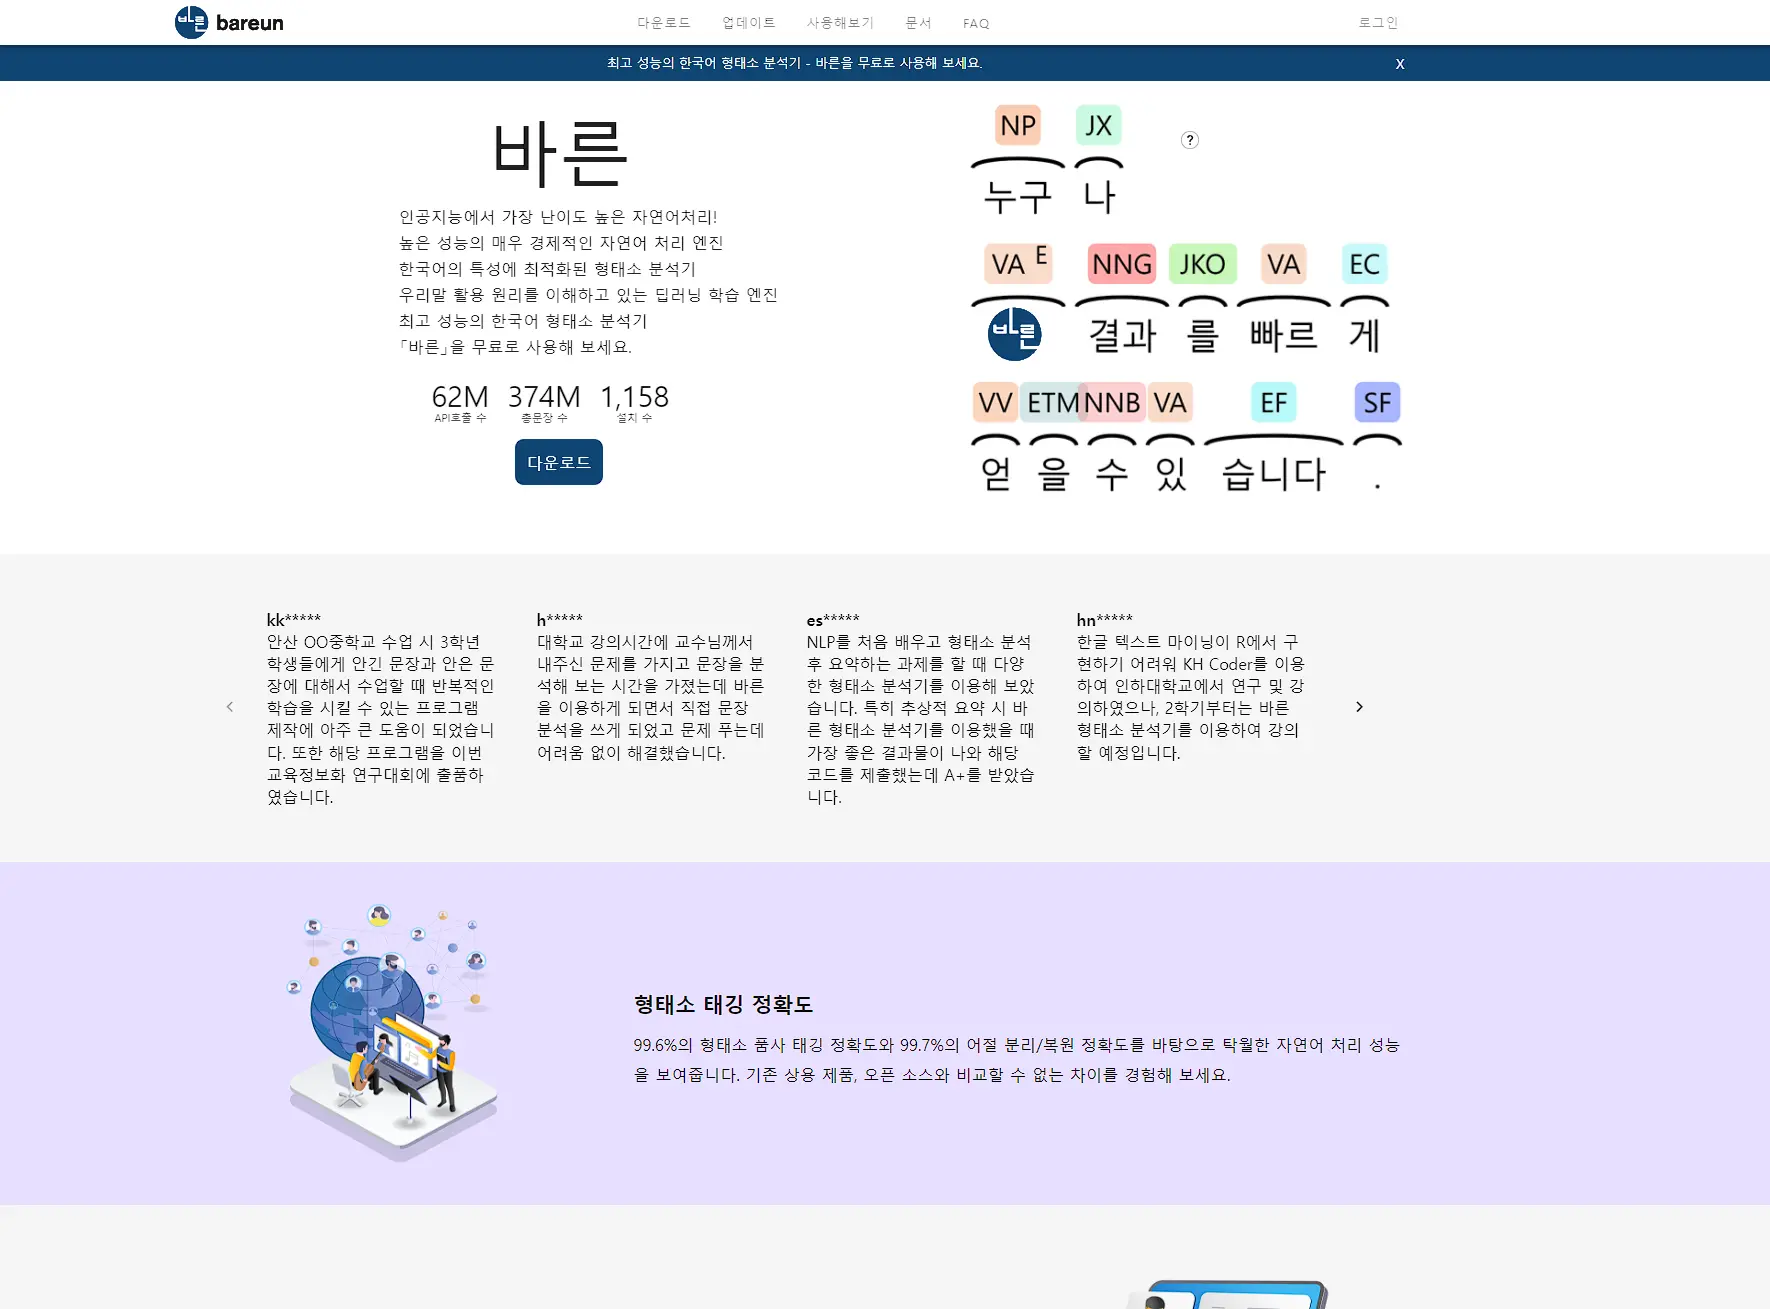 바른 bareun
다운로드 업데이트 사용해보기 문서 FAQ 로그인
최고 성능의 한국어 형태소 분석기 - 바른을 무료로 사용해 보세요. X
바른
인공지능에서 가장 난이도 높은 자연어처리!
높은 성능의 매우 경제적인 자연어 처리 엔진
한국어의 특성에 최적화된 형태소 분석기
우리말 활용 원리를 이해하고 있는 딥러닝 학습 엔진
최고 성능의 한국어 형태소 분석기
「바른」을 무료로 사용해 보세요.
62M 374M 1,158
API호출 수 총문장 수 설치 수
다운로드
NP JX ?
누구 나
VA E NNG JKO VA EC
바른 결과 를 빠르 게
VV ETM NNB VA EF SF
얻 을 수 있 습니다 .
kk*****
안산 OO중학교 수업 시 3학년
학생들에게 안긴 문장과 안은 문
장에 대해서 수업할 때 반복적인
학습을 시킬 수 있는 프로그램
제작에 아주 큰 도움이 되었습니
다. 또한 해당 프로그램을 이번
교육정보화 연구대회에 출품하
였습니다.
h*****
대학교 강의시간에 교수님께서
내주신 문제를 가지고 문장을 분
석해 보는 시간을 가졌는데 바른
을 이용하게 되면서 직접 문장
분석을 쓰게 되었고 문제 푸는데
어려움 없이 해결했습니다.
es*****
NLP를 처음 배우고 형태소 분석
후 요약하는 과제를 할 때 다양
한 형태소 분석기를 이용해 보았
습니다. 특히 추상적 요약 시 바
른 형태소 분석기를 이용했을 때
가장 좋은 결과물이 나와 해당
코드를 제출했는데 A+를 받았습
니다.
hn*****
한글 텍스트 마이닝이 R에서 구
현하기 어려워 KH Coder를 이용
하여 인하대학교에서 연구 및 강
의하였으나, 2학기부터는 바른
형태소 분석기를 이용하여 강의
할 예정입니다.
형태소 태깅 정확도
99.6%의 형태소 품사 태깅 정확도와 99.7%의 어절 분리/복원 정확도를 바탕으로 탁월한 자연어 처리 성능
을 보여줍니다. 기존 상용 제품, 오픈 소스와 비교할 수 없는 차이를 경험해 보세요.